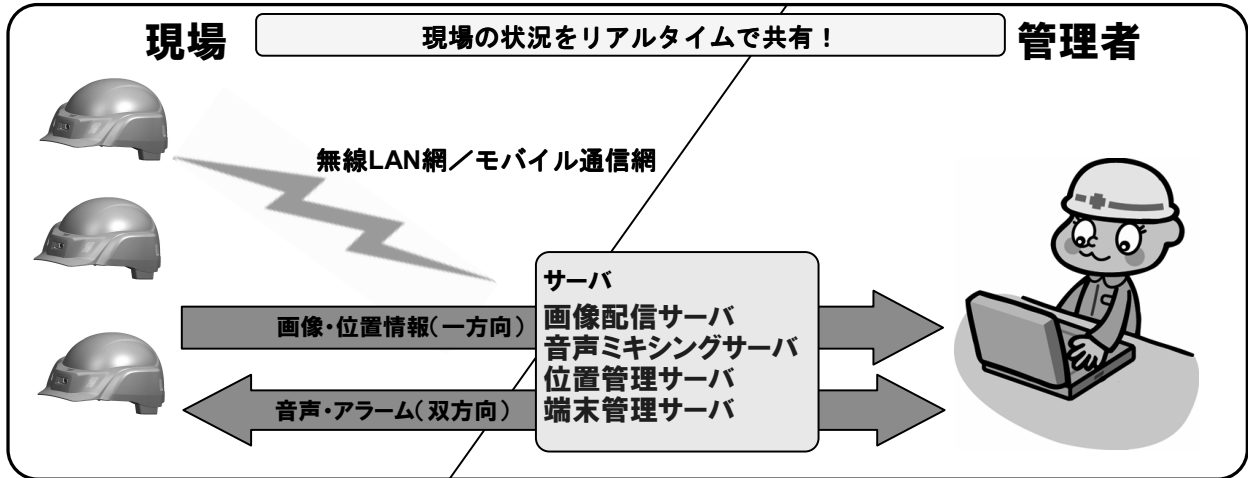 現場
現場の状況をリアルタイムで共有！
管理者
無線LAN網／モバイル通信網
サーバ
画像配信サーバ
音声ミキシングサーバ
位置管理サーバ
端末管理サーバ
画像・位置情報（一方向）
音声・アラーム（双方向）